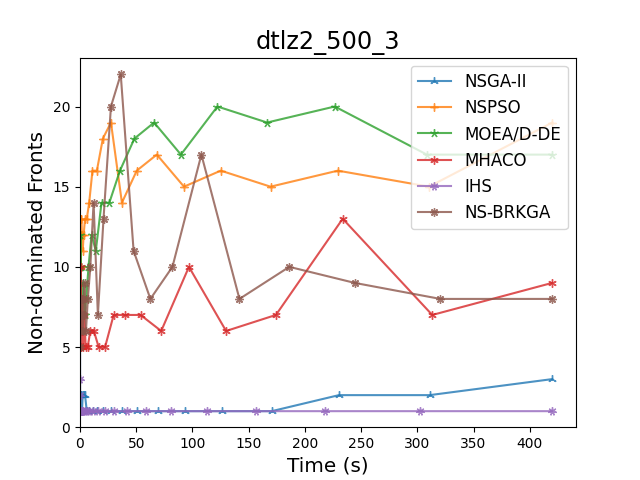 dtlz2_500_3
Non-dominated Fronts
20
15
10
5
0
0 50 100 150 200 250 300 350 400
Time (s)
NSGA-II
NSPSO
MOEA/D-DE
MHACO
IHS
NS-BRKGA